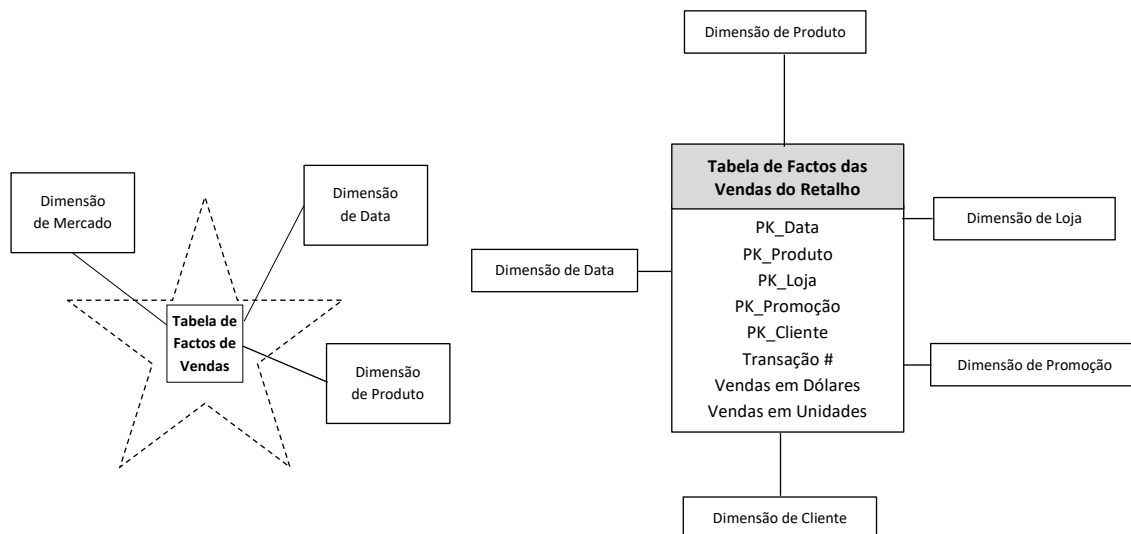 Dimensão
de Mercado
Dimensão
de Data
Tabela de
Factos de
Vendas
Dimensão
de Produto
Dimensão de Produto
Tabela de Factos das
Vendas do Retalho
PK_Data
PK_Produto
PK_Loja
PK_Promoção
PK_Cliente
Transação #
Vendas em Dólares
Vendas em Unidades
Dimensão de Data
Dimensão de Loja
Dimensão de Promoção
Dimensão de Cliente